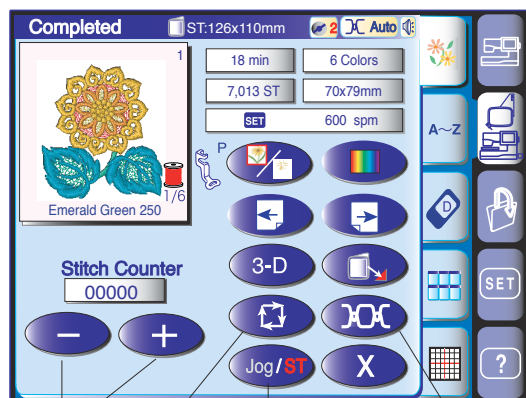 Completed
ST:126x110mm
2
Auto
1
18 min
6 Colors
7,013 ST
70x79mm
SET
600 spm
P
1/6
Emerald Green 250
3-D
Stitch Counter
00000
−
+
Jog/ST
X
A~Z
D
SET
?